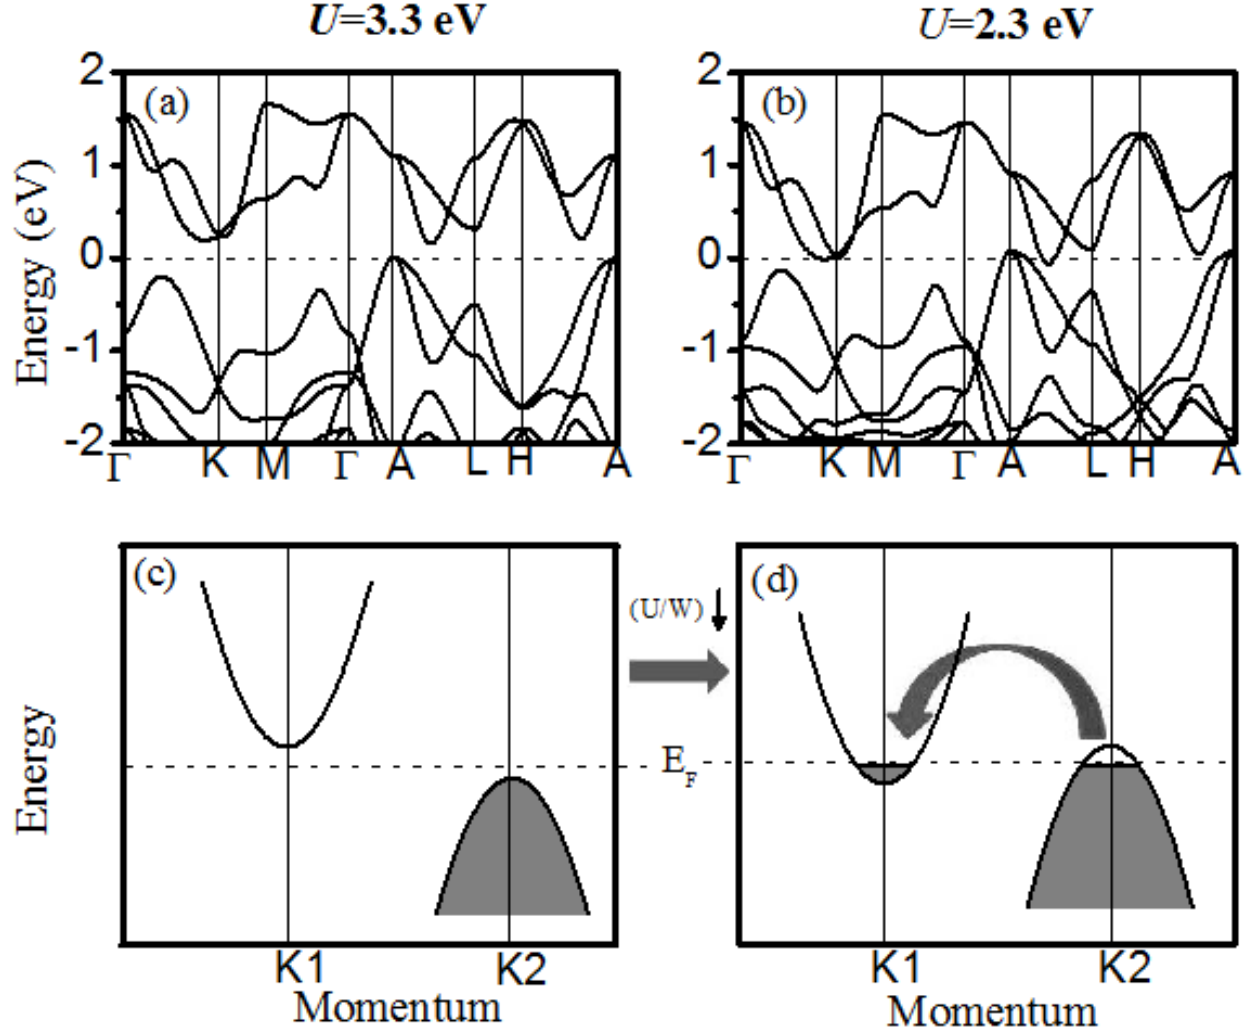 U=3.3 eV
U=2.3 eV
(a)
(b)
2
1
0
-1
-2
Energy (eV)
Γ K M Γ A L H A
2
1
0
-1
-2
Γ K M Γ A L H A
(c)
(U/W)↓
(d)
E_F
Energy
K1 K2
Momentum
K1 K2
Momentum